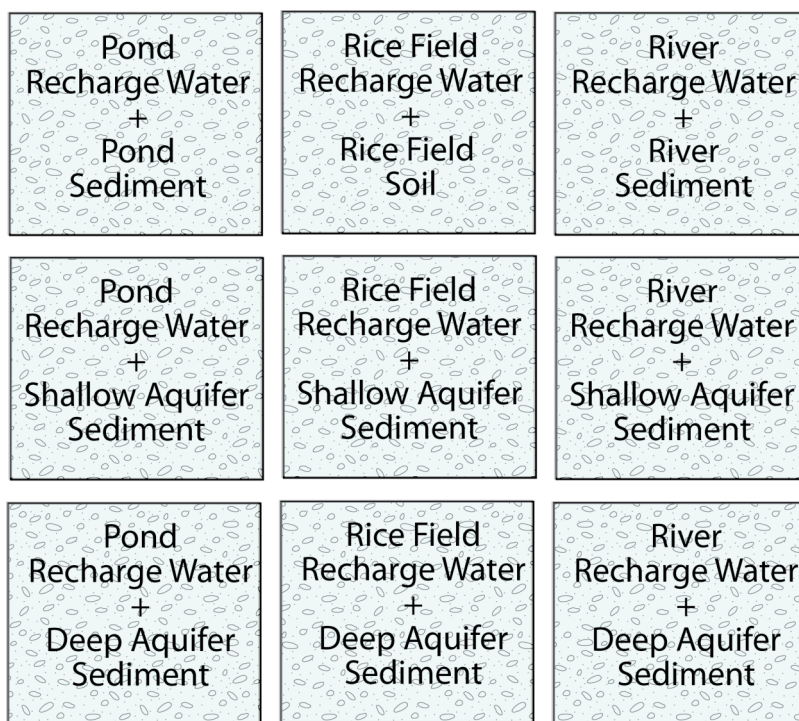 Pond
Recharge Water
+
Pond
Sediment
Rice Field
Recharge Water
+
Rice Field
Soil
River
Recharge Water
+
River
Sediment
Pond
Recharge Water
+
Shallow Aquifer
Sediment
Rice Field
Recharge Water
+
Shallow Aquifer
Sediment
River
Recharge Water
+
Shallow Aquifer
Sediment
Pond
Recharge Water
+
Deep Aquifer
Sediment
Rice Field
Recharge Water
+
Deep Aquifer
Sediment
River
Recharge Water
+
Deep Aquifer
Sediment